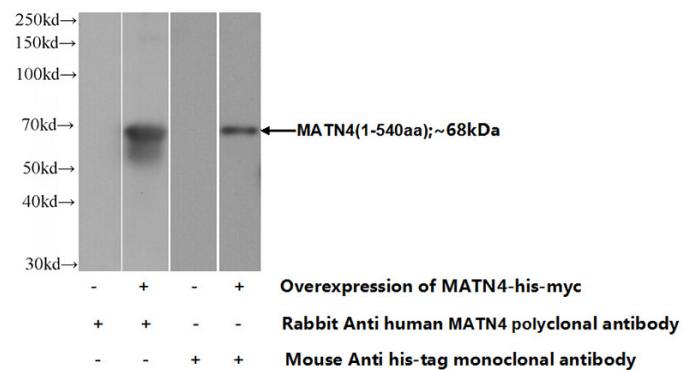 250kd→
150kd→
100kd→
70kd→
MATN4(1-540aa);~68kDa
50kd→
40kd→
30kd→
- + - + Overexpression of MATN4-his-myc
+ + - - Rabbit Anti human MATN4 polyclonal antibody
- - + + Mouse Anti his-tag monoclonal antibody